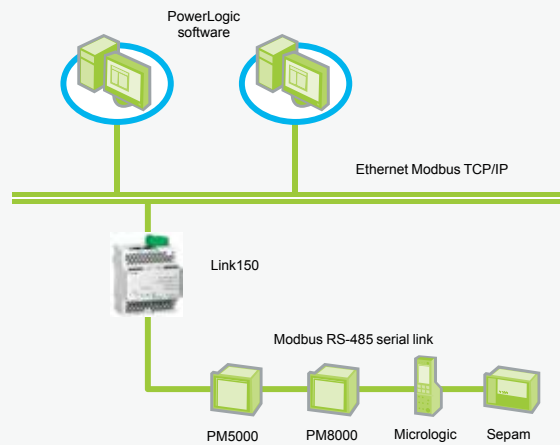 PowerLogic
software
Ethernet Modbus TCP/IP
Link150
Modbus RS-485 serial link
PM5000
PM8000
Micrologic
Sepam